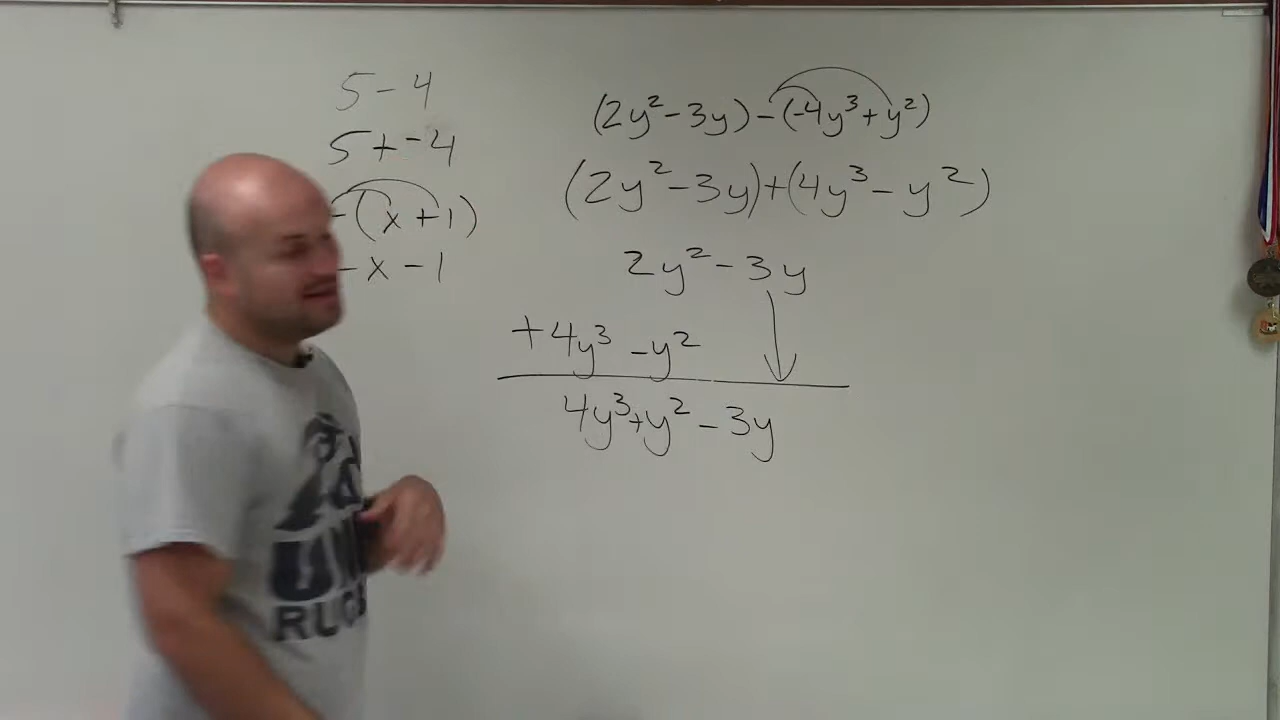 5 - 4
5 + -4
-(x + 1)
-x - 1
(2y² - 3y) - (-4y³ + y²)
(2y² - 3y) + (4y³ - y²)
2y² - 3y
+ 4y³ - y²
4y³ + y² - 3y